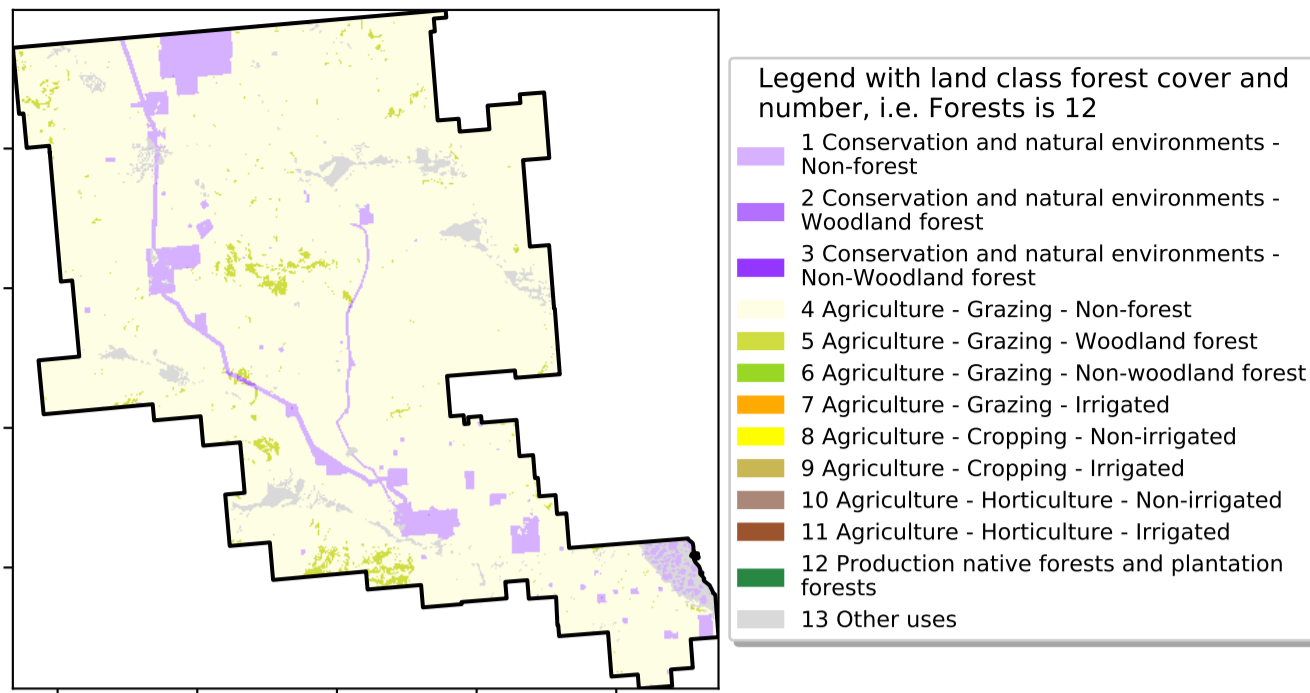 Legend with land class forest cover and
number, i.e. Forests is 12
1 Conservation and natural environments -
Non-forest
2 Conservation and natural environments -
Woodland forest
3 Conservation and natural environments -
Non-Woodland forest
4 Agriculture - Grazing - Non-forest
5 Agriculture - Grazing - Woodland forest
6 Agriculture - Grazing - Non-woodland forest
7 Agriculture - Grazing - Irrigated
8 Agriculture - Cropping - Non-irrigated
9 Agriculture - Cropping - Irrigated
10 Agriculture - Horticulture - Non-irrigated
11 Agriculture - Horticulture - Irrigated
12 Production native forests and plantation
forests
13 Other uses